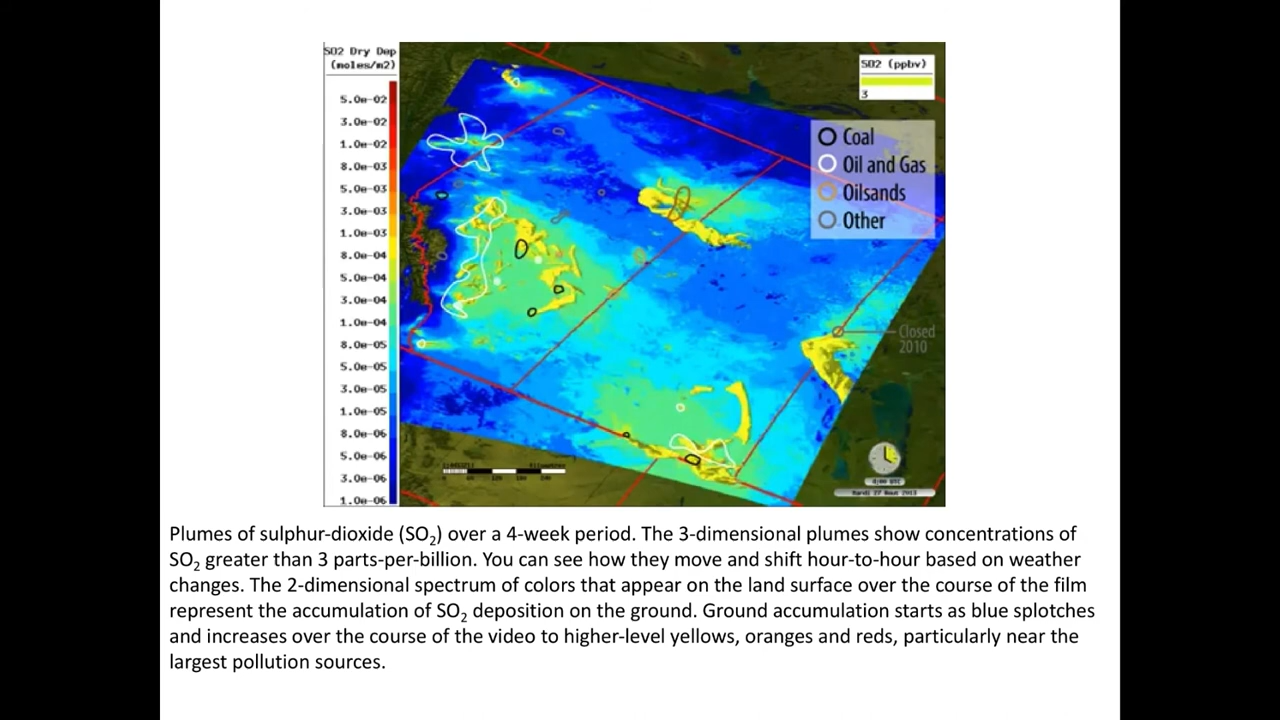 SO2 Dry Dep
(moles/m2)
5.0e-02
3.0e-02
1.0e-02
8.0e-03
5.0e-03
3.0e-03
1.0e-03
8.0e-04
5.0e-04
3.0e-04
1.0e-04
8.0e-05
5.0e-05
3.0e-05
1.0e-05
8.0e-06
5.0e-06
3.0e-06
1.0e-06
SO2 (ppbv)
3
Coal
Oil and Gas
Oilsands
Other
Closed
2010
Plumes of sulphur-dioxide (SO₂) over a 4-week period. The 3-dimensional plumes show concentrations of
SO₂ greater than 3 parts-per-billion. You can see how they move and shift hour-to-hour based on weather
changes. The 2-dimensional spectrum of colors that appear on the land surface over the course of the film
represent the accumulation of SO₂ deposition on the ground. Ground accumulation starts as blue splotches
and increases over the course of the video to higher-level yellows, oranges and reds, particularly near the
largest pollution sources.